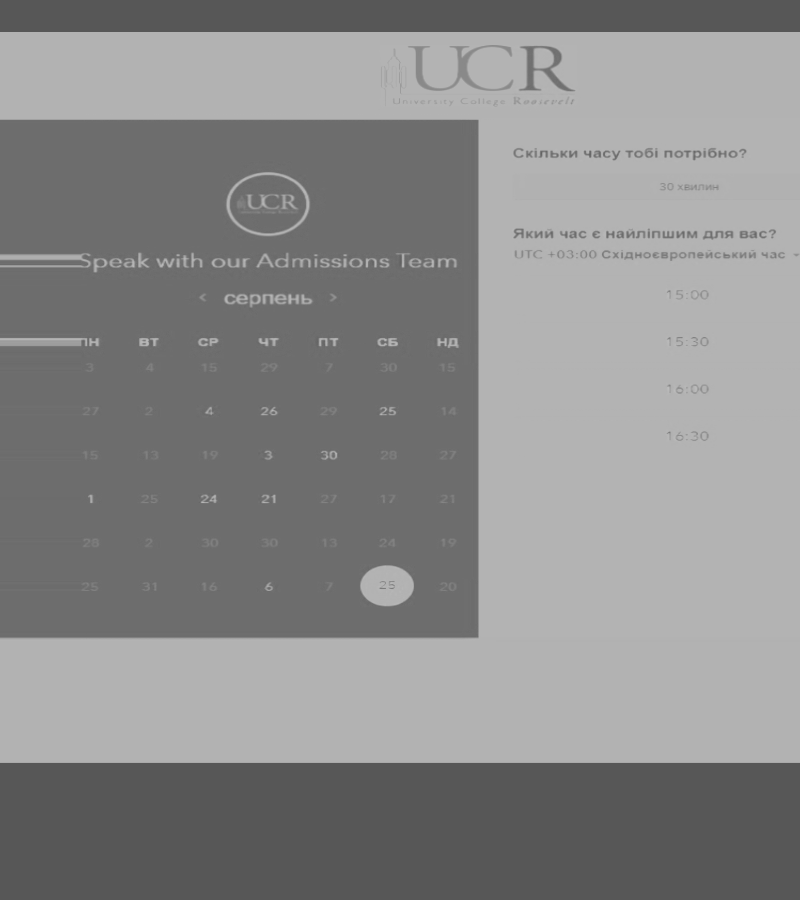 UCR
University College Roosevelt
UCR
Speak with our Admissions Team
< серпень >
ПН ВТ СР ЧТ ПТ СБ НД
3 4 15 29 7 30 15
27 2 4 26 29 25 14
15 13 19 3 30 28 27
1 25 24 21 27 17 21
28 2 30 30 13 24 19
25 31 16 6 7 25 20
Скільки часу тобі потрібно?
30 хвилин
Який час є найліпшим для вас?
UTC +03:00 Східноєвропейський час
15:00
15:30
16:00
16:30